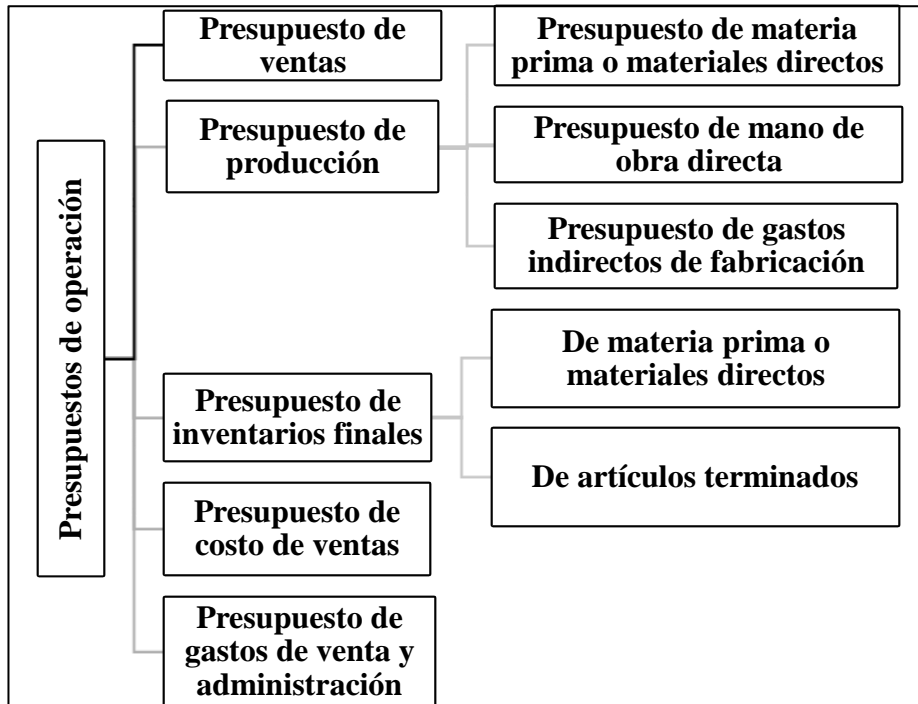 Presupuestos de operación
Presupuesto de
ventas
Presupuesto de
producción
Presupuesto de materia
prima o materiales directos
Presupuesto de mano de
obra directa
Presupuesto de gastos
indirectos de fabricación
Presupuesto de
inventarios finales
De materia prima o
materiales directos
De artículos terminados
Presupuesto de
costo de ventas
Presupuesto de
gastos de venta y
administración